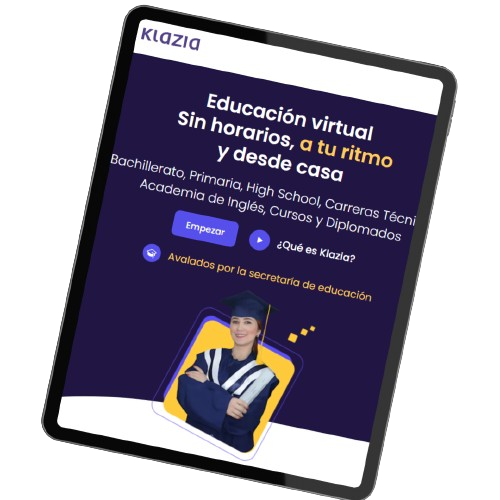 Klazia
Educación virtual
Sin horarios, a tu ritmo
y desde casa
Bachillerato, Primaria, High School, Carreras Técni
Academia de Inglés, Cursos y Diplomados
Empezar
¿Qué es Klazia?
Avalados por la secretaría de educación